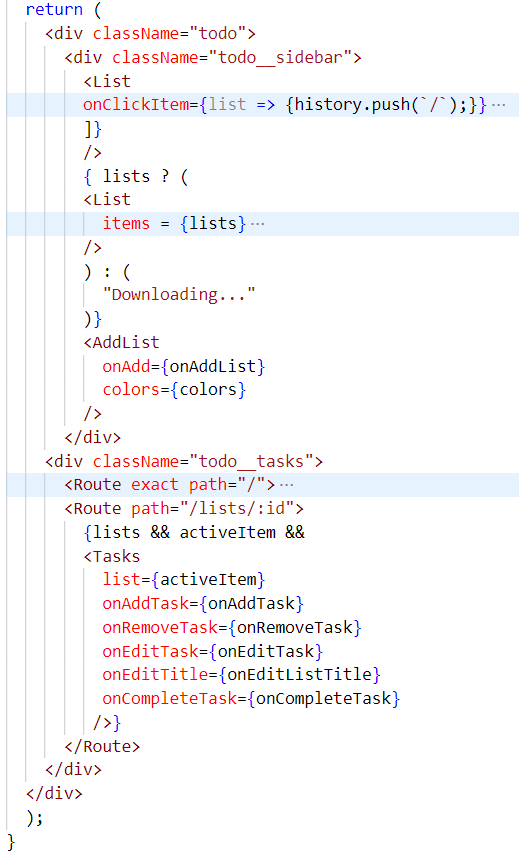 return (
<div className="todo">
<div className="todo__sidebar">
<List
onClickItem={list => {history.push(`/`);}}···
]}
/>
{ lists ? (
<List
items = {lists}···
/>
) : (
"Downloading..."
)}
<AddList
onAdd={onAddList}
colors={colors}
/>
</div>
<div className="todo__tasks">
<Route exact path="/">···
<Route path="/lists/:id">
{lists && activeItem &&
<Tasks
list={activeItem}
onAddTask={onAddTask}
onRemoveTask={onRemoveTask}
onEditTask={onEditTask}
onEditTitle={onEditListTitle}
onCompleteTask={onCompleteTask}
/>}
</Route>
</div>
</div>
);
}